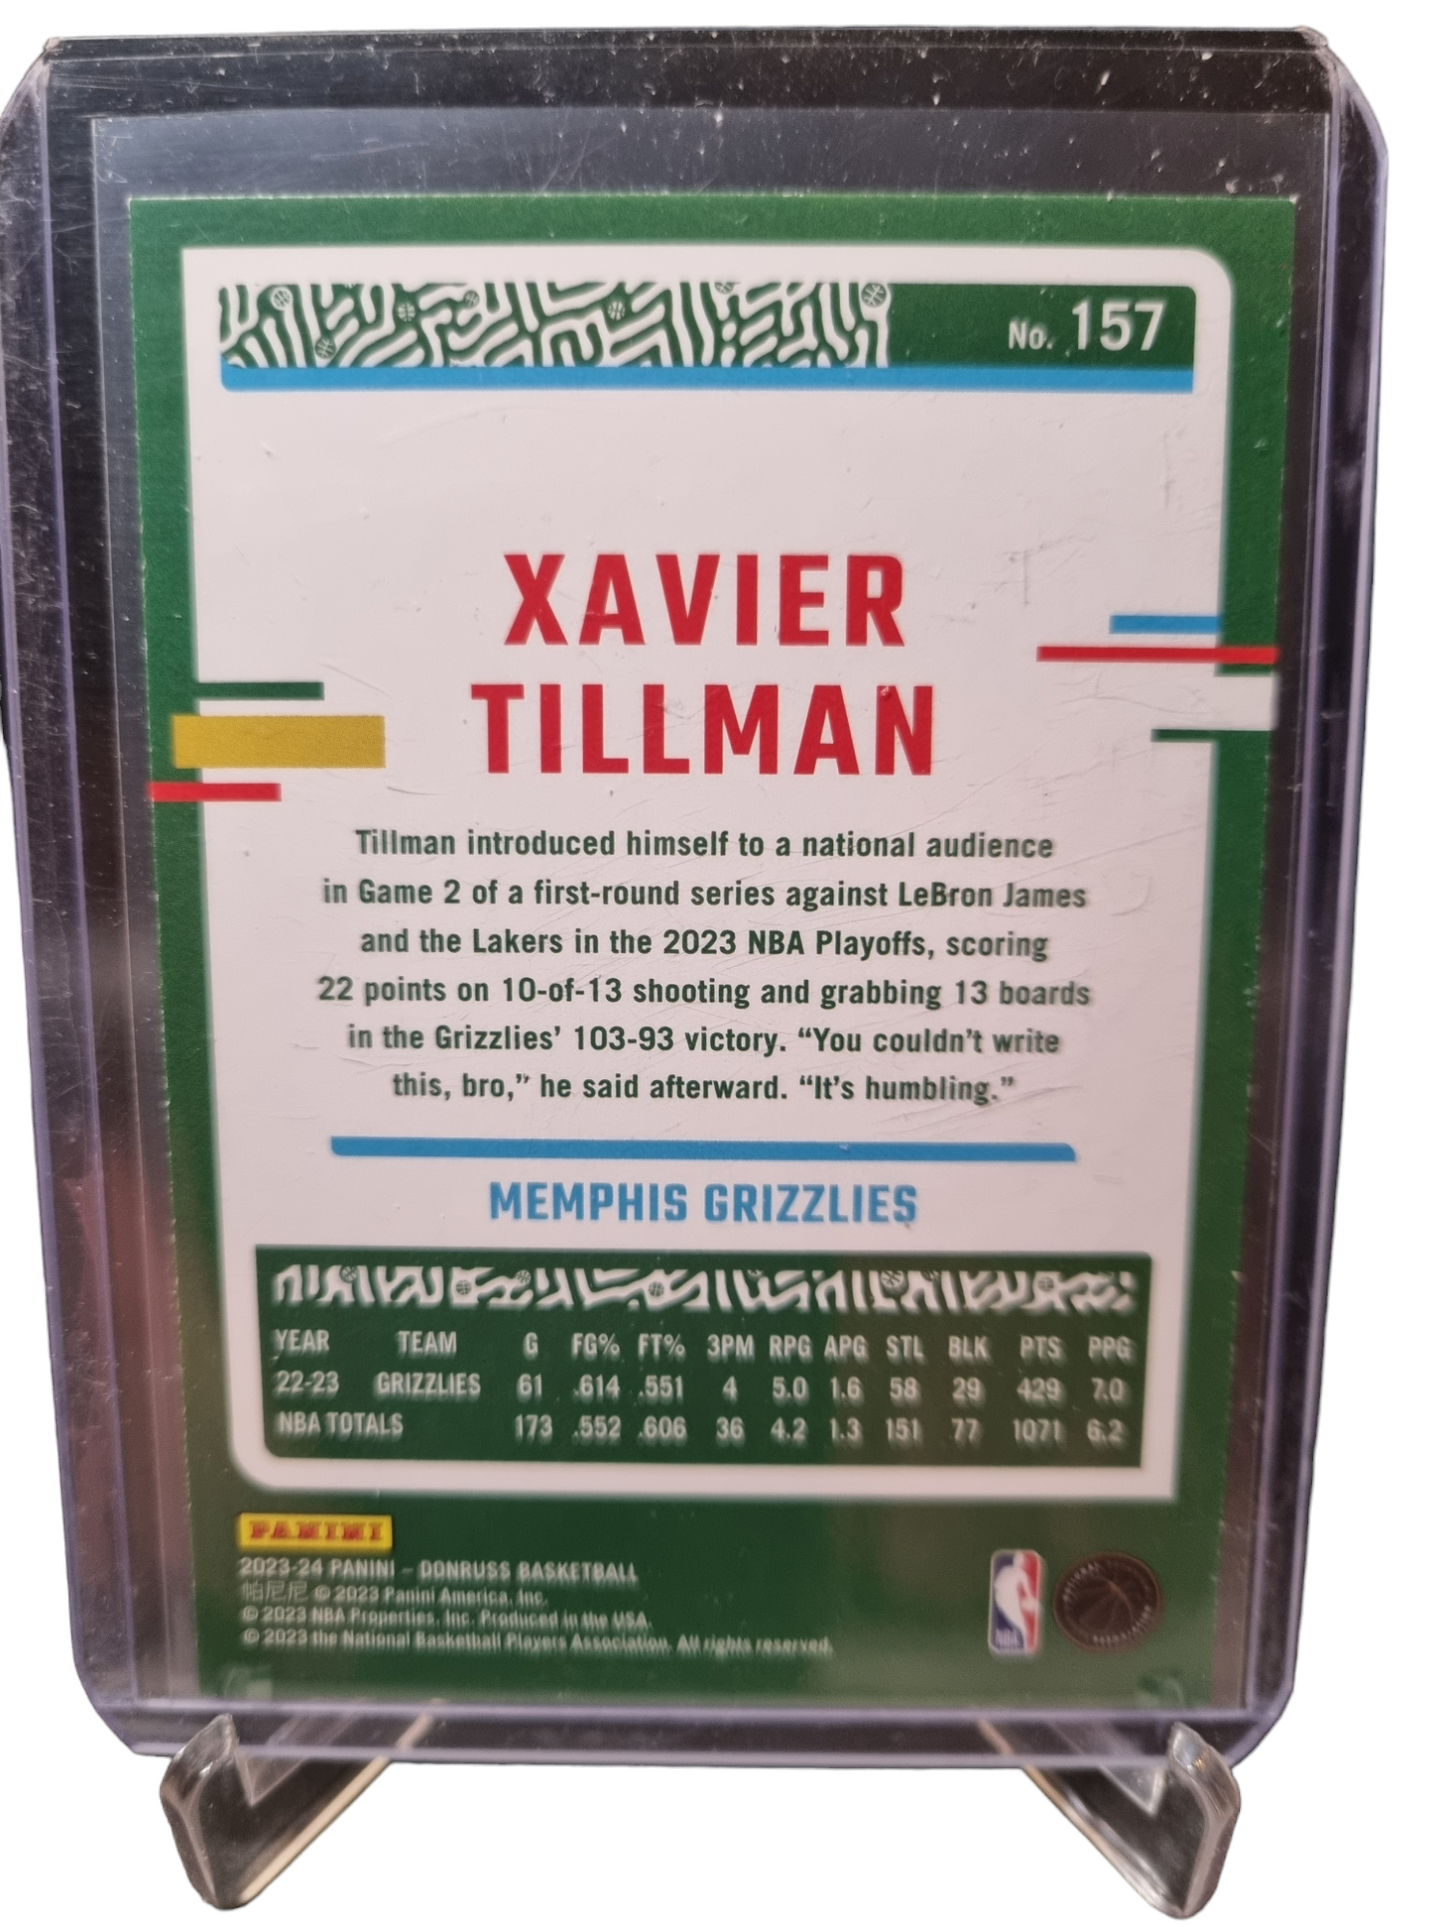 No. 157
XAVIER
TILLMAN
Tillman introduced himself to a national audience
in Game 2 of a first-round series against LeBron James
and the Lakers in the 2023 NBA Playoffs, scoring
22 points on 10-of-13 shooting and grabbing 13 boards
in the Grizzlies' 103-93 victory. “You couldn't write
this, bro,” he said afterward. “It's humbling.”
MEMPHIS GRIZZLIES
YEAR TEAM G FG% FT% 3PM RPG APG STL BLK PTS PPG
22-23 GRIZZLIES 61 .614 .551 4 5.0 1.6 58 29 429 7.0
NBA TOTALS 173 .552 .606 36 4.2 1.3 151 77 1071 6.2
PANINI
2023-24 PANINI – DONRUSS BASKETBALL
帕尼尼 © 2023 Panini America, Inc.
© 2023 NBA Properties, Inc. Produced in the USA.
© 2023 the National Basketball Players Association. All rights reserved.
NBA